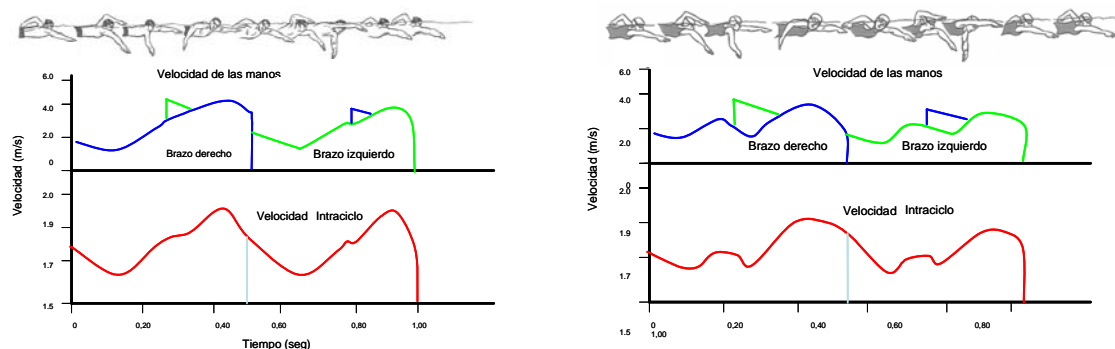 Velocidad de las manos
6.0
4.0
2.0
0
Velocidad (m/s)
Brazo derecho
Brazo izquierdo
2.0
1.9
1.7
1.5
Velocidad Intraciclo
0
0,20
0,40
0,60
0,80
1,00
Tiempo (seg)
Velocidad de las manos
6.0
4.0
2.0
0
Velocidad (m/s)
Brazo derecho
Brazo izquierdo
2.0
1.9
1.7
1.5
Velocidad Intraciclo
0
0,20
0,40
0,60
0,80
1,00